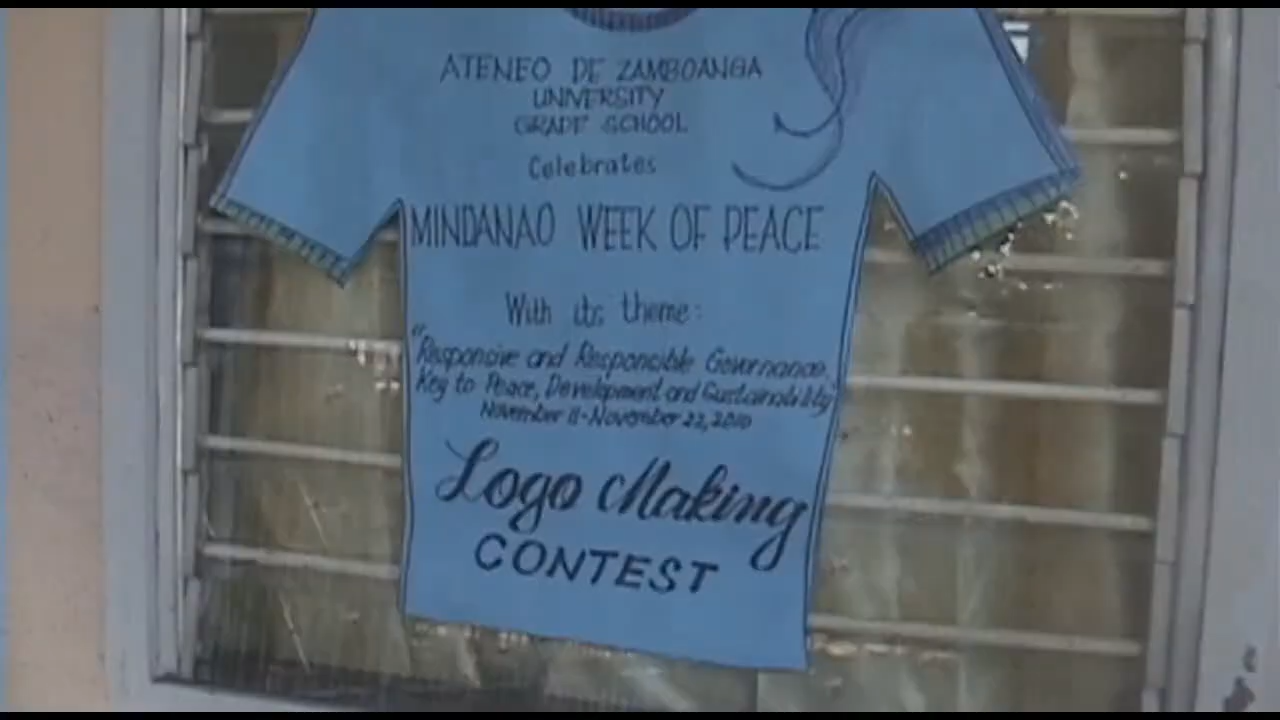 ATENEO DE ZAMBOANGA
UNIVERSITY
GRADE SCHOOL
Celebrates
MINDANAO WEEK OF PEACE
With its theme:
"Responsive and Responsible Governance,
Key to Peace, Development and Sustainability"
November 11-November 22, 2010
Logo Making
CONTEST